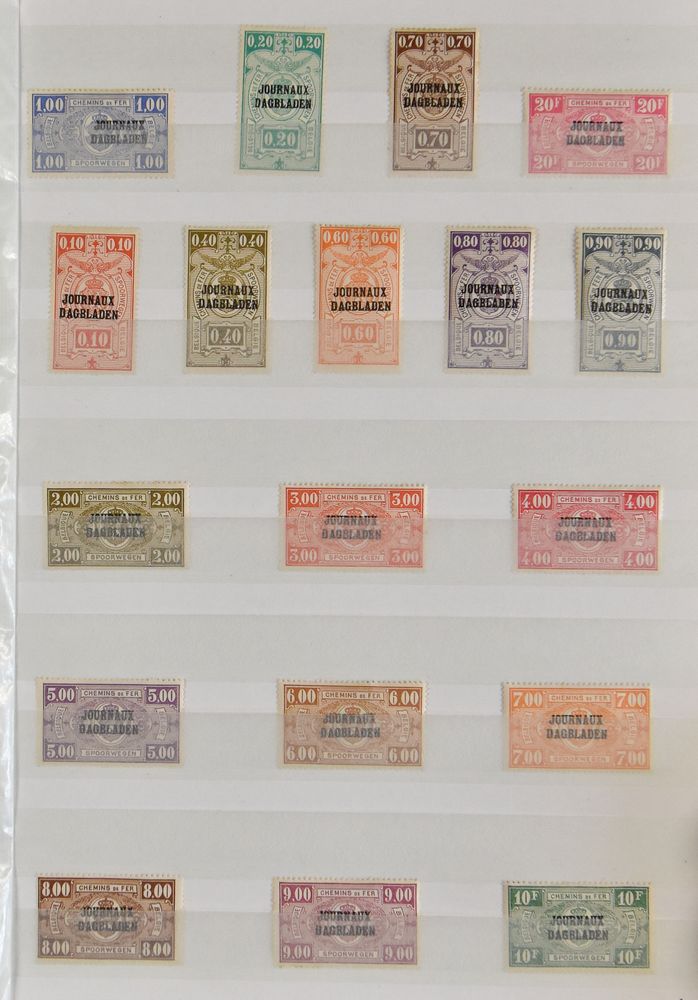 0,20 0,20
JOURNAUX
DAGBLADEN
0,20
0,70 0,70
JOURNAUX
DAGBLADEN
0,70
CHEMINS DE FER
1,00 1,00
JOURNAUX
DAGBLADEN
1,00 1,00
SPOORWEGEN
20F 20F
JOURNAUX
DAGBLADEN
20F 20F
0,10 0,10
JOURNAUX
DAGBLADEN
0,10
0,40 0,40
JOURNAUX
DAGBLADEN
0,40
0,60 0,60
JOURNAUX
DAGBLADEN
0,60
0,80 0,80
JOURNAUX
DAGBLADEN
0,80
0,90 0,90
JOURNAUX
DAGBLADEN
0,90
2,00 CHEMINS DE FER 2,00
JOURNAUX
DAGBLADEN
2,00 SPOORWEGEN 2,00
3,00 CHEMINS DE FER 3,00
JOURNAUX
DAGBLADEN
3,00 SPOORWEGEN 3,00
4,00 CHEMINS DE FER 4,00
JOURNAUX
DAGBLADEN
4,00 SPOORWEGEN 4,00
5,00 CHEMINS DE FER 5,00
JOURNAUX
DAGBLADEN
5,00 SPOORWEGEN 5,00
6,00 CHEMINS DE FER 6,00
JOURNAUX
DAGBLADEN
6,00 SPOORWEGEN 6,00
7,00 CHEMINS DE FER 7,00
JOURNAUX
DAGBLADEN
7,00 SPOORWEGEN 7,00
8,00 CHEMINS DE FER 8,00
JOURNAUX
DAGBLADEN
8,00 SPOORWEGEN 8,00
9,00 CHEMINS DE FER 9,00
JOURNAUX
DAGBLADEN
9,00 SPOORWEGEN 9,00
10F CHEMINS DE FER 10F
JOURNAUX
DAGBLADEN
10F SPOORWEGEN 10F